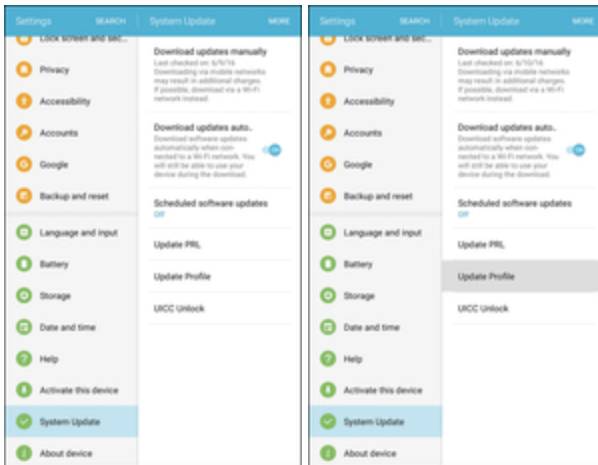 Settings SEARCH
Lock screen and sec..
Privacy
Accessibility
Accounts
Google
Backup and reset
Language and input
Battery
Storage
Date and time
Help
Activate this device
System Update
About device
System Update MORE
Download updates manually
Last checked on: 6/9/16
Downloading via mobile networks
may result in additional charges.
If possible, download via a Wi-Fi
network instead.
Download updates auto..
Download software updates
automatically when con-
nected to a Wi-Fi network. You
will still be able to use your
device during the download.
ON
Scheduled software updates
Off
Update PRL
Update Profile
UICC Unlock
Settings SEARCH
Lock screen and sec..
Privacy
Accessibility
Accounts
Google
Backup and reset
Language and input
Battery
Storage
Date and time
Help
Activate this device
System Update
About device
System Update MORE
Download updates manually
Last checked on: 6/10/16
Downloading via mobile networks
may result in additional charges.
If possible, download via a Wi-Fi
network instead.
Download updates auto..
Download software updates
automatically when con-
nected to a Wi-Fi network. You
will still be able to use your
device during the download.
ON
Scheduled software updates
Off
Update PRL
Update Profile
UICC Unlock